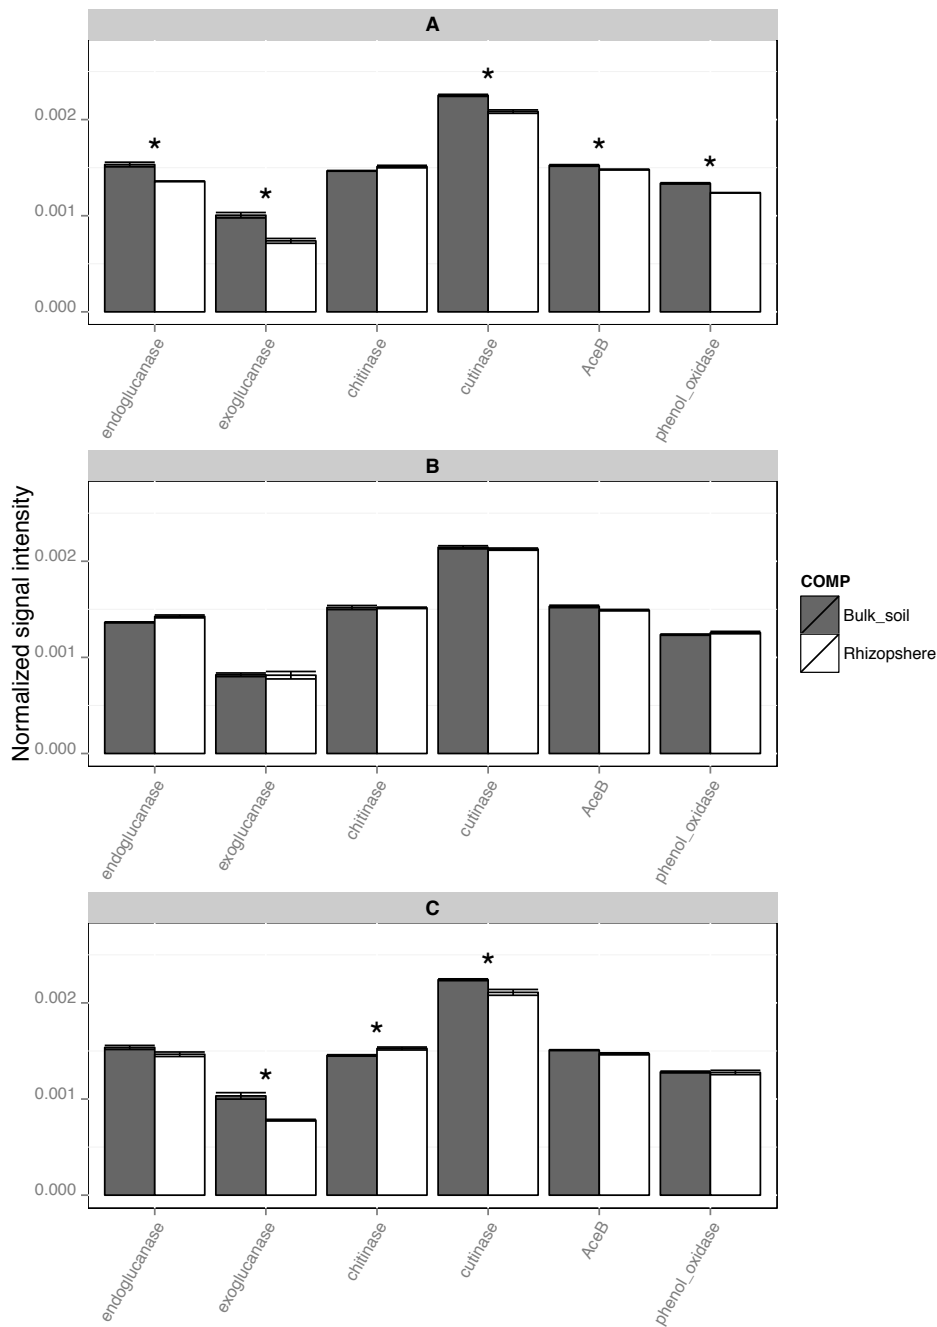 A
0.002
0.001
0.000
*
*
*
*
*
endoglucanase
exoglucanase
chitinase
cutinase
AceB
phenol_oxidase
B
Normalized signal intensity
0.002
0.001
0.000
endoglucanase
exoglucanase
chitinase
cutinase
AceB
phenol_oxidase
COMP
Bulk_soil
Rhizopshere
C
0.002
0.001
0.000
*
*
*
endoglucanase
exoglucanase
chitinase
cutinase
AceB
phenol_oxidase